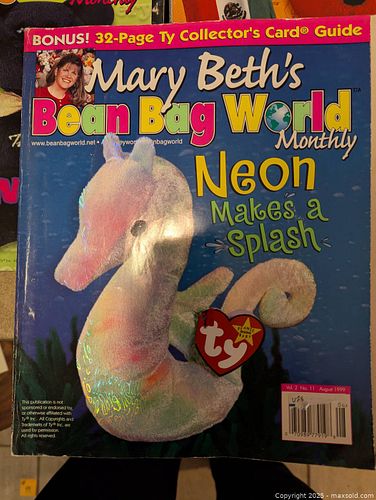 Monthly
BONUS! 32-Page Ty Collector's Card® Guide
Mary Beth's
Bean Bag World
Monthly
www.beanbagworld.net
Neon
Makes a
Splash
ty
This publication is not
sponsored or endorsed by,
or otherwise affiliated with
Ty® Inc. All Copyrights and
Trademarks of Ty® Inc. are
used by permission.
All rights reserved.
Vol. 2 No. 11 August 1999
US$
Copyright 2025 - maxsold.com